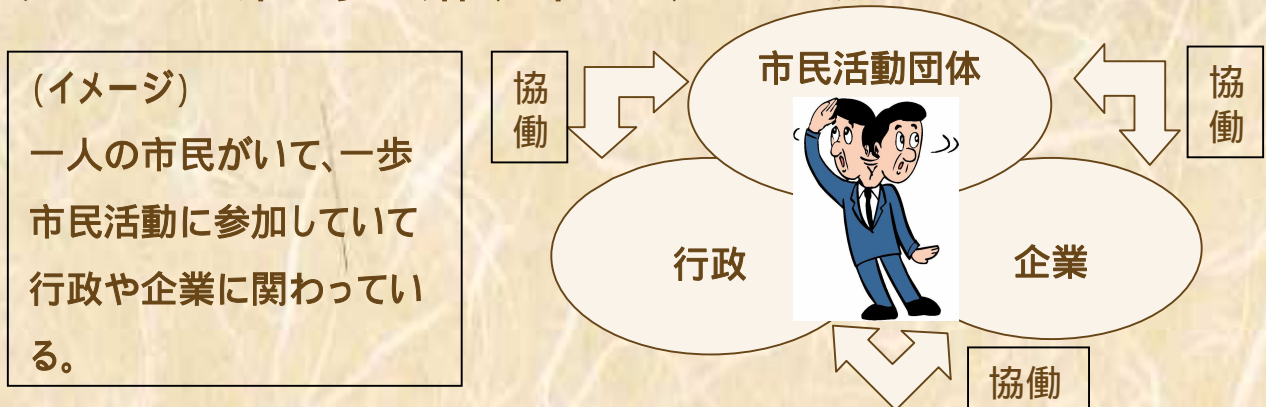 (イメージ)
一人の市民がいて、一歩
市民活動に参加していて
行政や企業に関わってい
る。
協
働
市民活動団体
協
働
行政
企業
協働